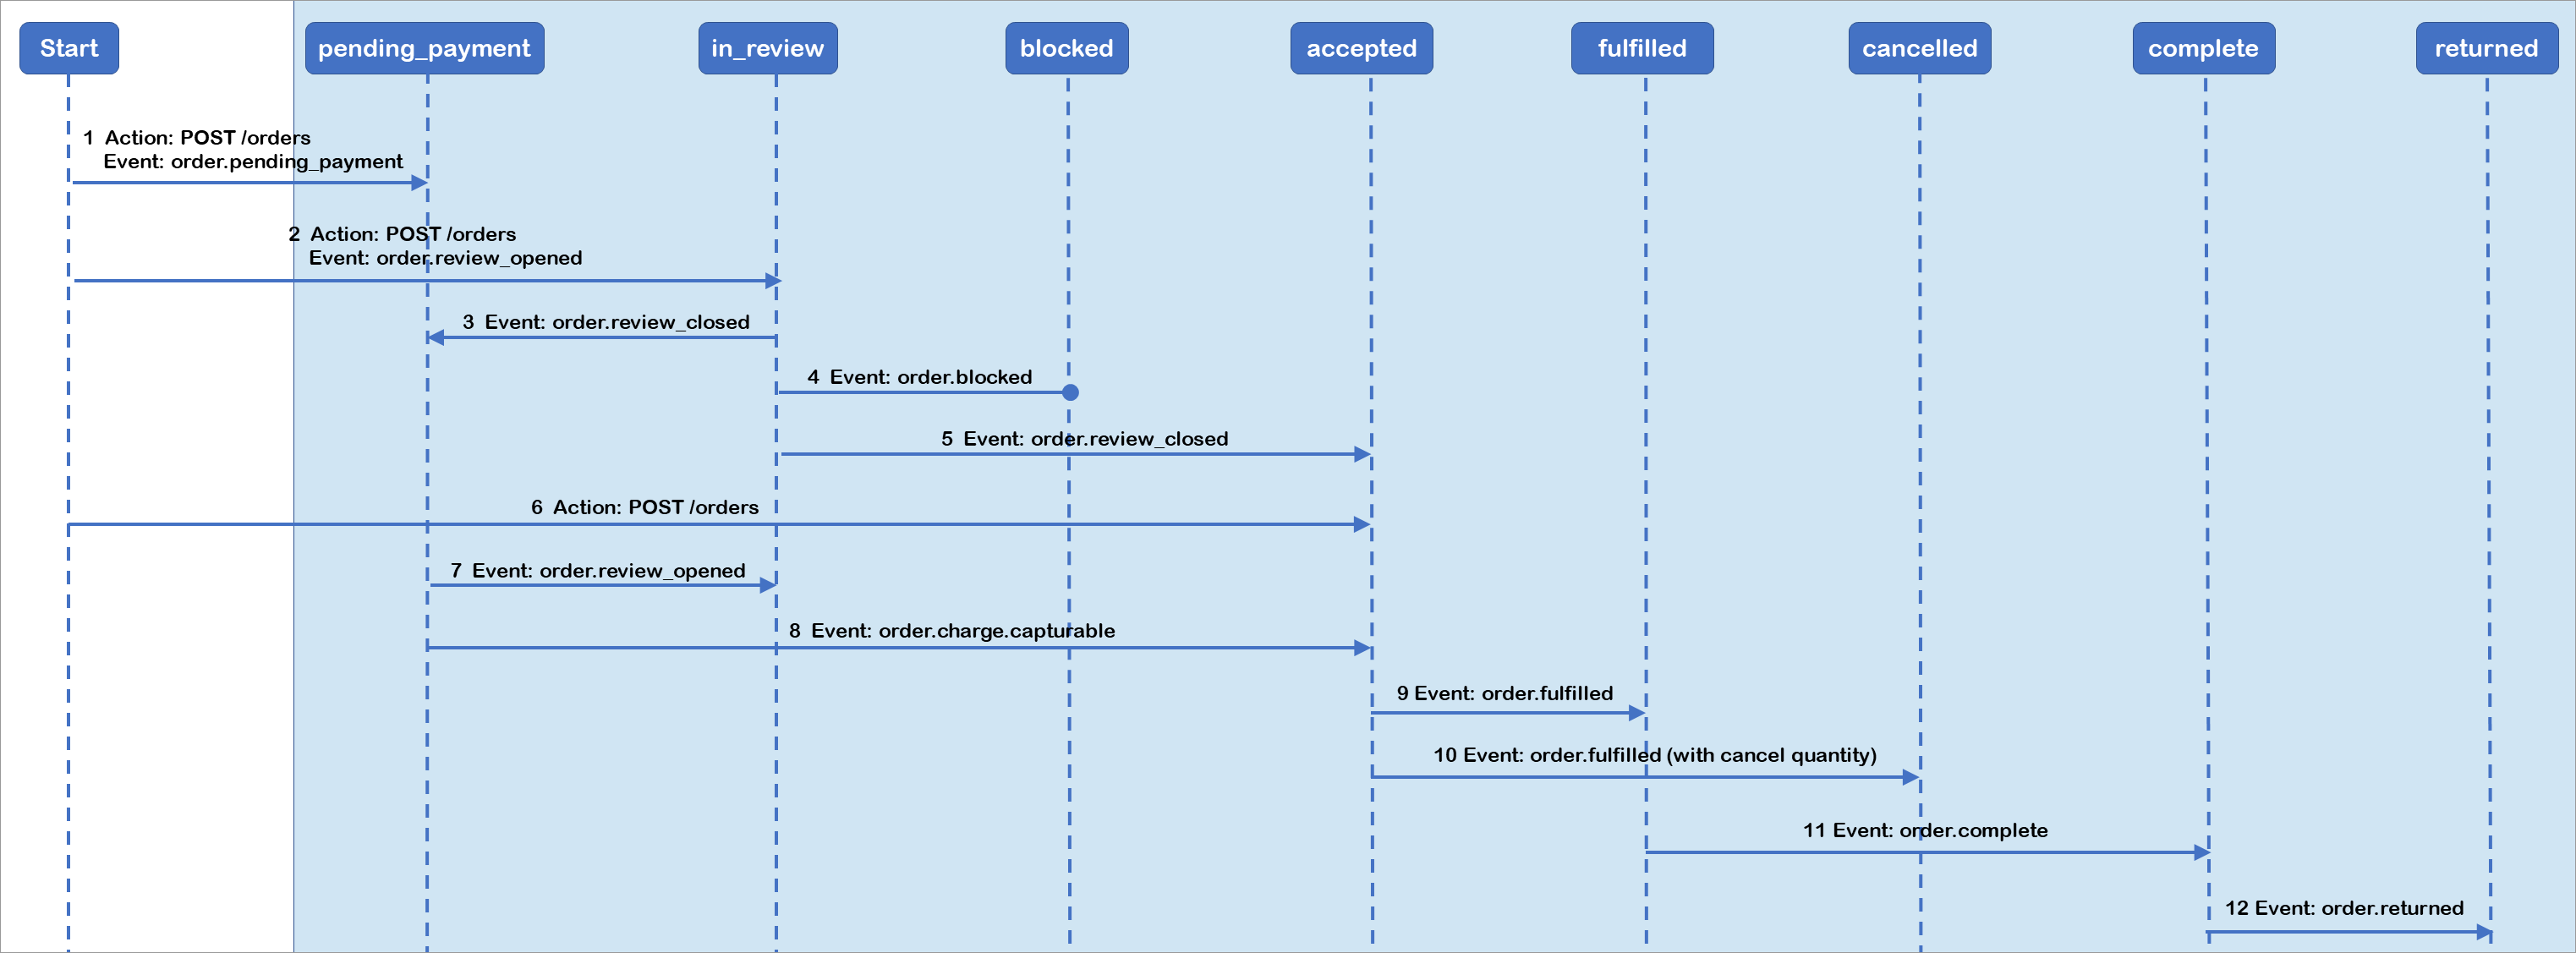 Start
pending_payment
in_review
blocked
accepted
fulfilled
cancelled
complete
returned
1 Action: POST /orders
Event: order.pending_payment
2 Action: POST /orders
Event: order.review_opened
3 Event: order.review_closed
4 Event: order.blocked
5 Event: order.review_closed
6 Action: POST /orders
7 Event: order.review_opened
8 Event: order.charge.capturable
9 Event: order.fulfilled
10 Event: order.fulfilled (with cancel quantity)
11 Event: order.complete
12 Event: order.returned